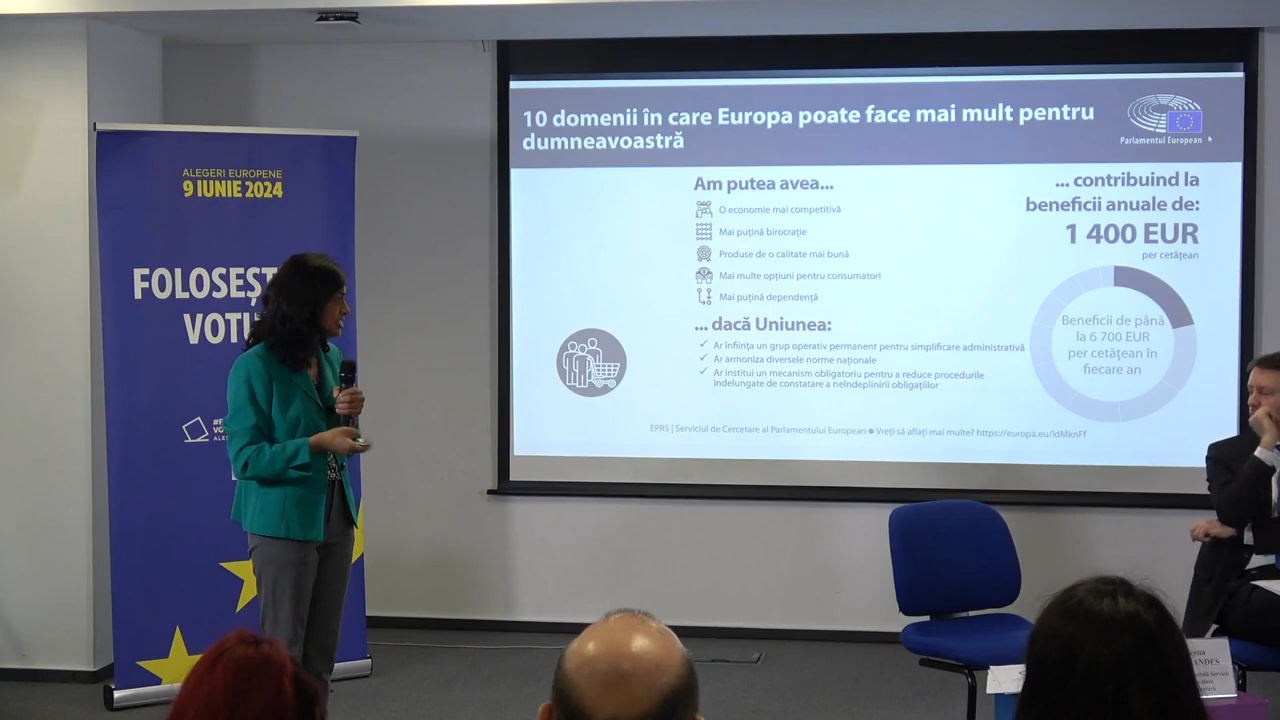 ALEGERI EUROPENE
9 IUNIE 2024
FOLOSEȘT
VOTU
ALEG
10 domenii în care Europa poate face mai mult pentru
dumneavoastră
Parlamentul European
Am putea avea...
O economie mai competitivă
Mai puțină birocrație
Produse de o calitate mai bună
Mai multe opțiuni pentru consumatori
Mai puțină dependență
... dacă Uniunea:
Ar înființa un grup operativ permanent pentru simplificare administrativă
Ar armoniza diversele norme naționale
Ar institui un mecanism obligatoriu pentru a reduce procedurile
îndelungate de constatare a neîndeplinirii obligațiilor
... contribuind la
beneficii anuale de:
1 400 EUR
per cetățean
Beneficii de până
la 6 700 EUR
per cetățean în
fiecare an
EPRS | Serviciul de Cercetare al Parlamentului European ● Vreți să aflați mai multe? https://europa.eu/!dMknFf
ena
ANDES